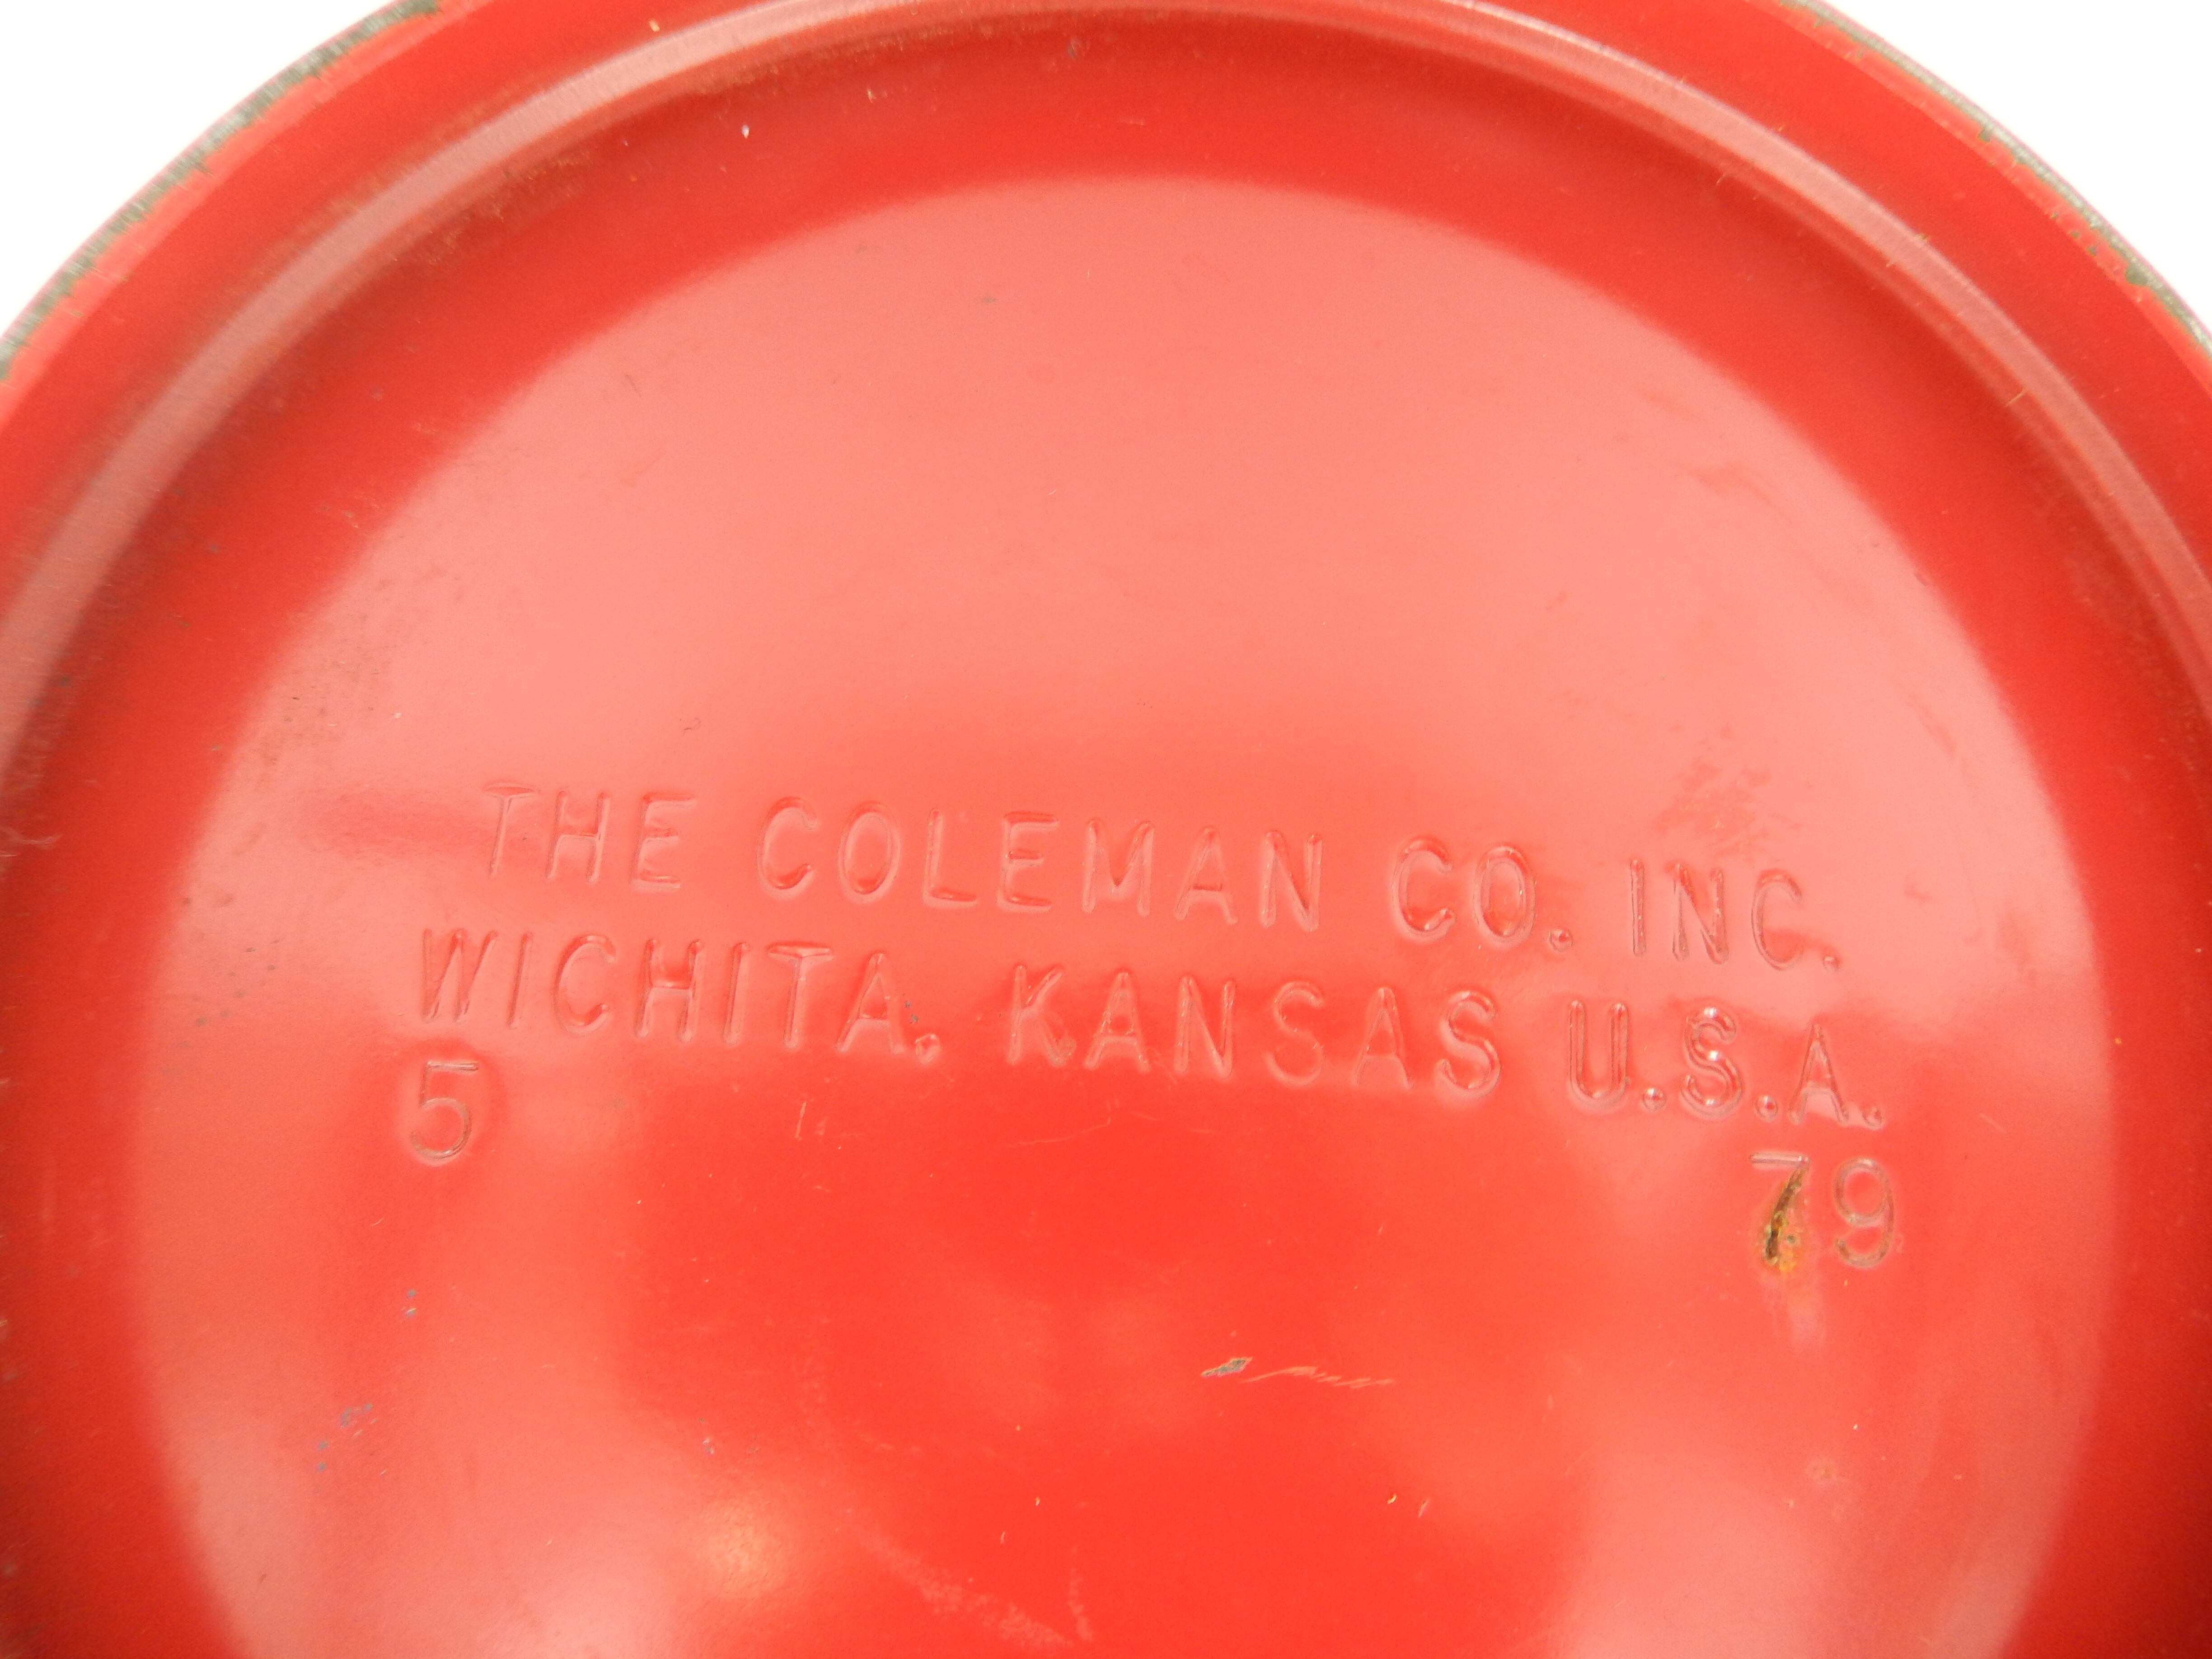 THE COLEMAN CO. INC.
WICHITA. KANSAS U.S.A.
5 79